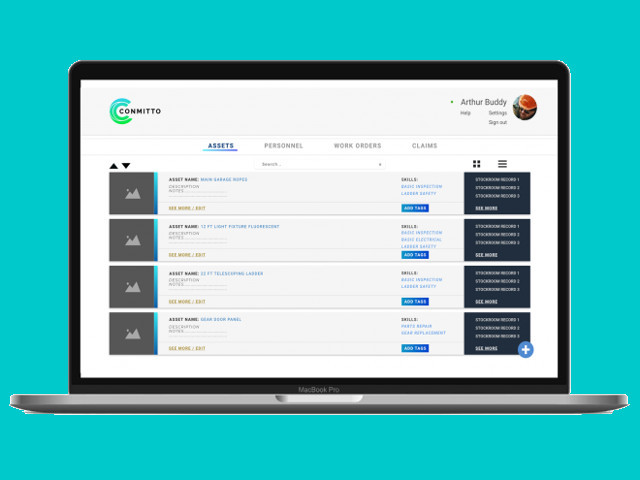 CONMITTO
Arthur Buddy
Help Settings
Sign out
ASSETS PERSONNEL WORK ORDERS CLAIMS
Search...
ASSET NAME: MAIN GARAGE ROPES
DESCRIPTION
NOTES
SEE MORE / EDIT
SKILLS:
BASIC INSPECTION
LADDER SAFETY
ADD TAGS
STOCKROOM RECORD 1
STOCKROOM RECORD 2
STOCKROOM RECORD 3
SEE MORE
ASSET NAME: 12 FT LIGHT FIXTURE FLUORESCENT
DESCRIPTION
NOTES
SEE MORE / EDIT
SKILLS:
BASIC INSPECTION
BASIC ELECTRICAL
LADDER SAFETY
ADD TAGS
STOCKROOM RECORD 1
STOCKROOM RECORD 2
STOCKROOM RECORD 3
SEE MORE
ASSET NAME: 32 FT TELESCOPING LADDER
DESCRIPTION
NOTES
SEE MORE / EDIT
SKILLS:
BASIC INSPECTION
LADDER SAFETY
ADD TAGS
STOCKROOM RECORD 1
STOCKROOM RECORD 2
STOCKROOM RECORD 3
SEE MORE
ASSET NAME: GEAR DOOR PANEL
DESCRIPTION
NOTES
SEE MORE / EDIT
SKILLS:
PARTS REPAIR
GEAR REPLACEMENT
ADD TAGS
STOCKROOM RECORD 1
STOCKROOM RECORD 2
STOCKROOM RECORD 3
SEE MORE
MacBook Pro